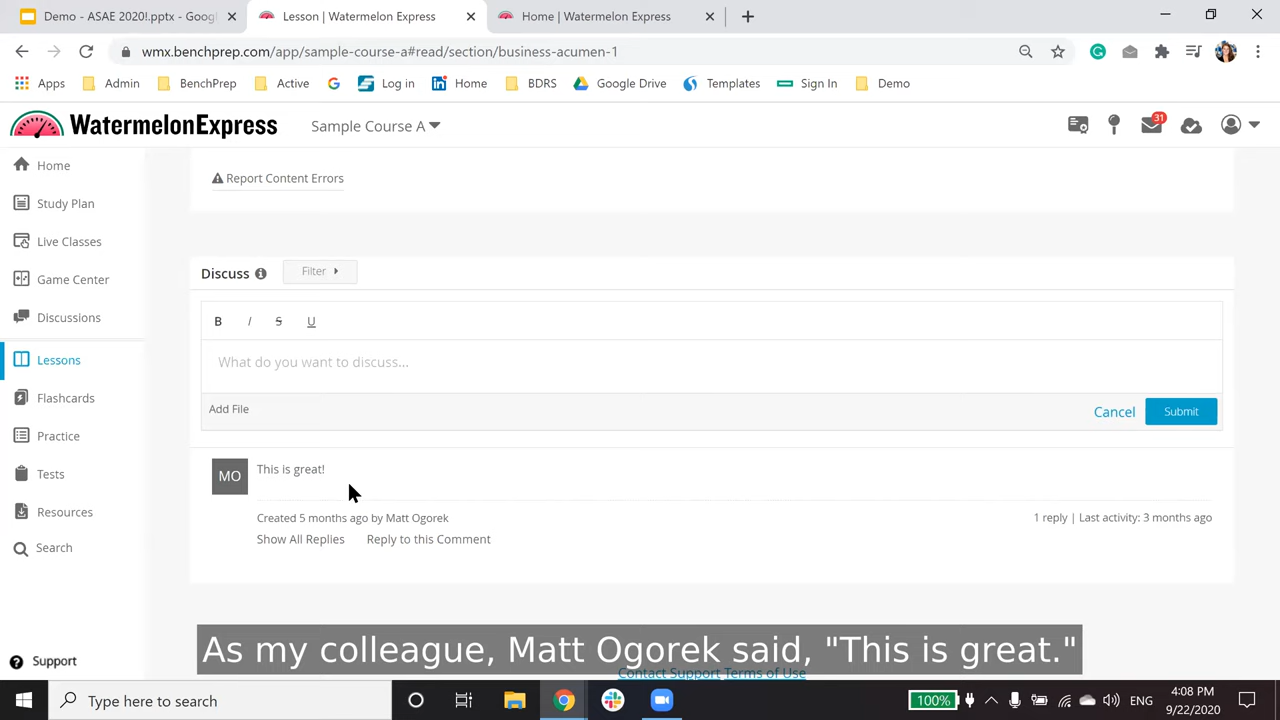 Demo - ASAE 2020!.pptx - Goog
Lesson | Watermelon Express
Home | Watermelon Express
wmx.benchprep.com/app/sample-course-a#read/section/business-acumen-1
Apps Admin BenchPrep Active Log in Home BDRS Google Drive Templates Sign In Demo
WatermelonExpress
Sample Course A
31
Home
Study Plan
Live Classes
Game Center
Discussions
Lessons
Flashcards
Practice
Tests
Resources
Search
Support
Report Content Errors
Discuss
Filter
B I S U
What do you want to discuss...
Add File
Cancel Submit
MO
This is great!
Created 5 months ago by Matt Ogorek
1 reply | Last activity: 3 months ago
Show All Replies Reply to this Comment
As my colleague, Matt Ogorek said, "This is great."
Contact Support Terms of Use
Type here to search
100%
ENG
4:08 PM
9/22/2020